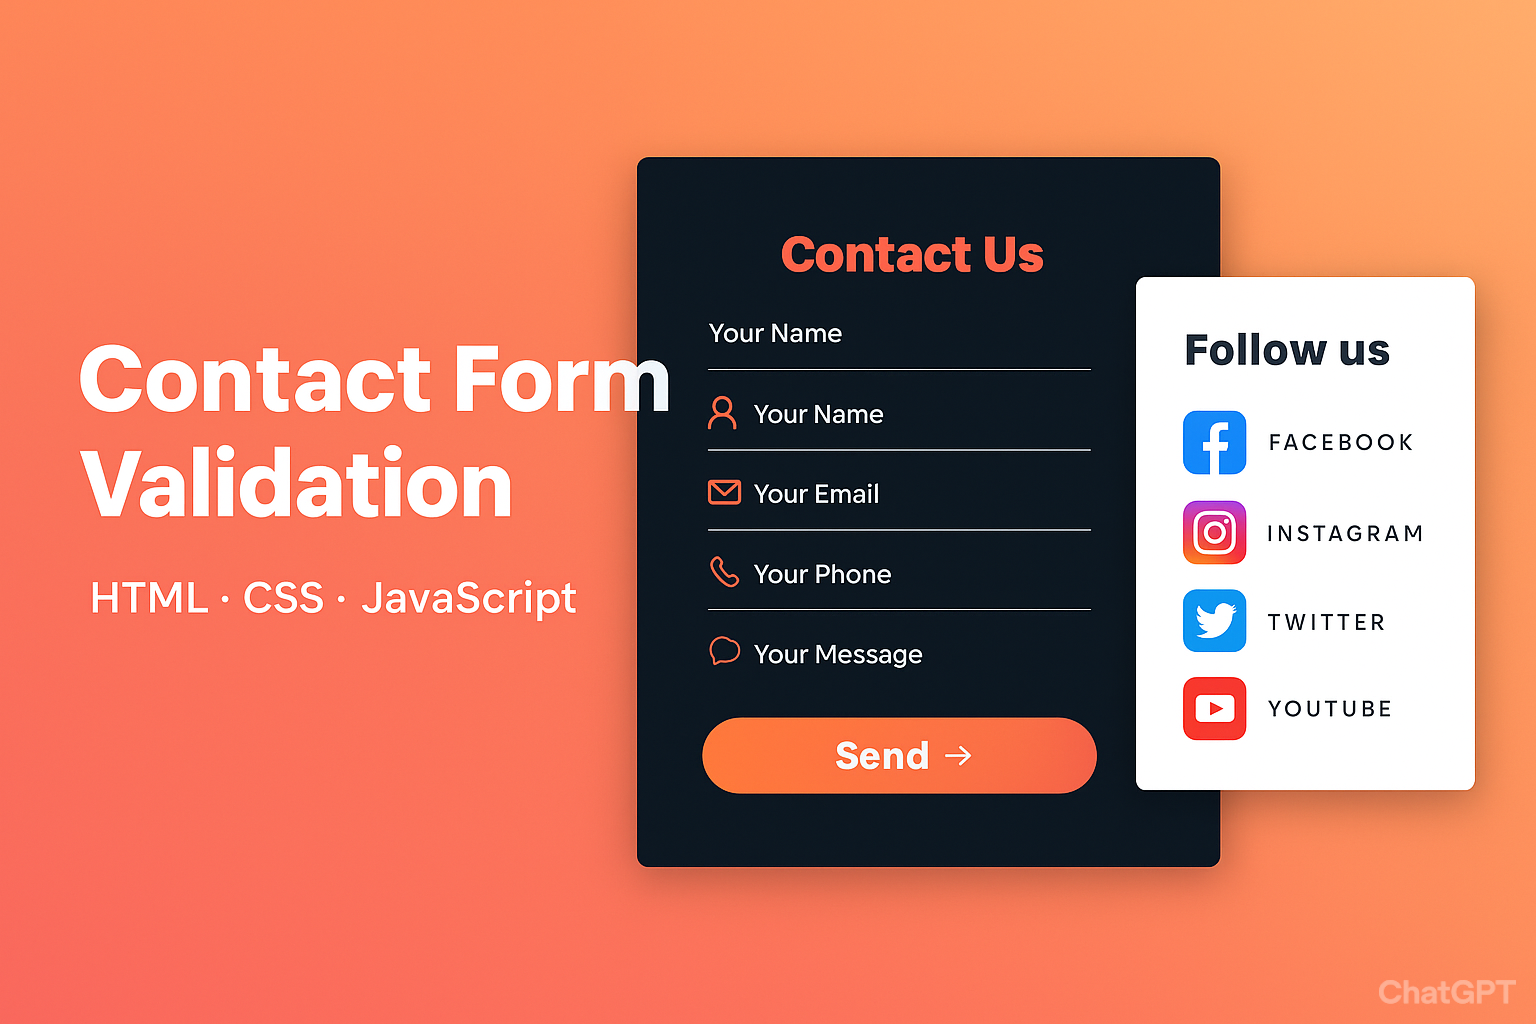 Contact Form
Validation
HTML · CSS · JavaScript
Contact Us
Your Name
Your Name
Your Email
Your Phone
Your Message
Send →
Follow us
FACEBOOK
INSTAGRAM
TWITTER
YOUTUBE
ChatGPT